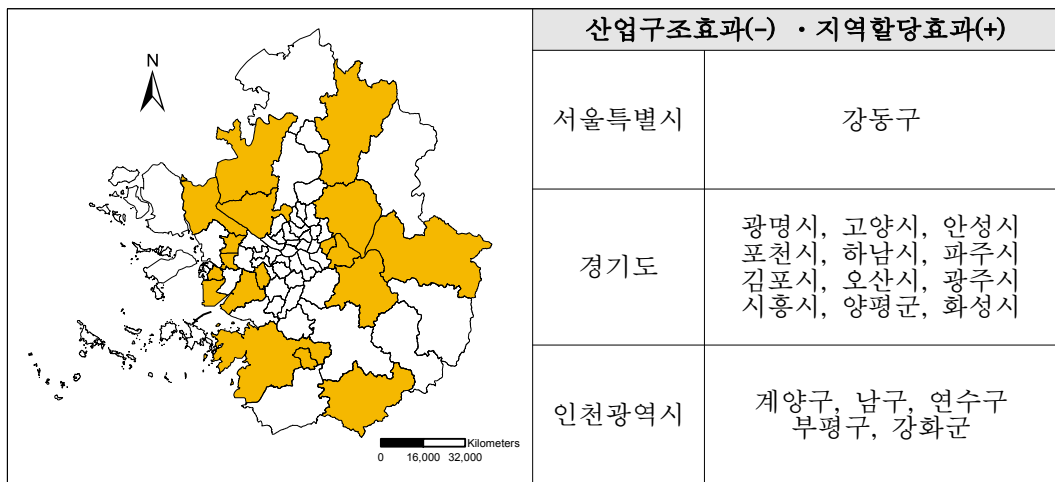 N
Kilometers
0 16,000 32,000
산업구조효과(-) ・지역할당효과(+)
서울특별시
강동구
경기도
광명시, 고양시, 안성시
포천시, 하남시, 파주시
김포시, 오산시, 광주시
시흥시, 양평군, 화성시
인천광역시
계양구, 남구, 연수구
부평구, 강화군